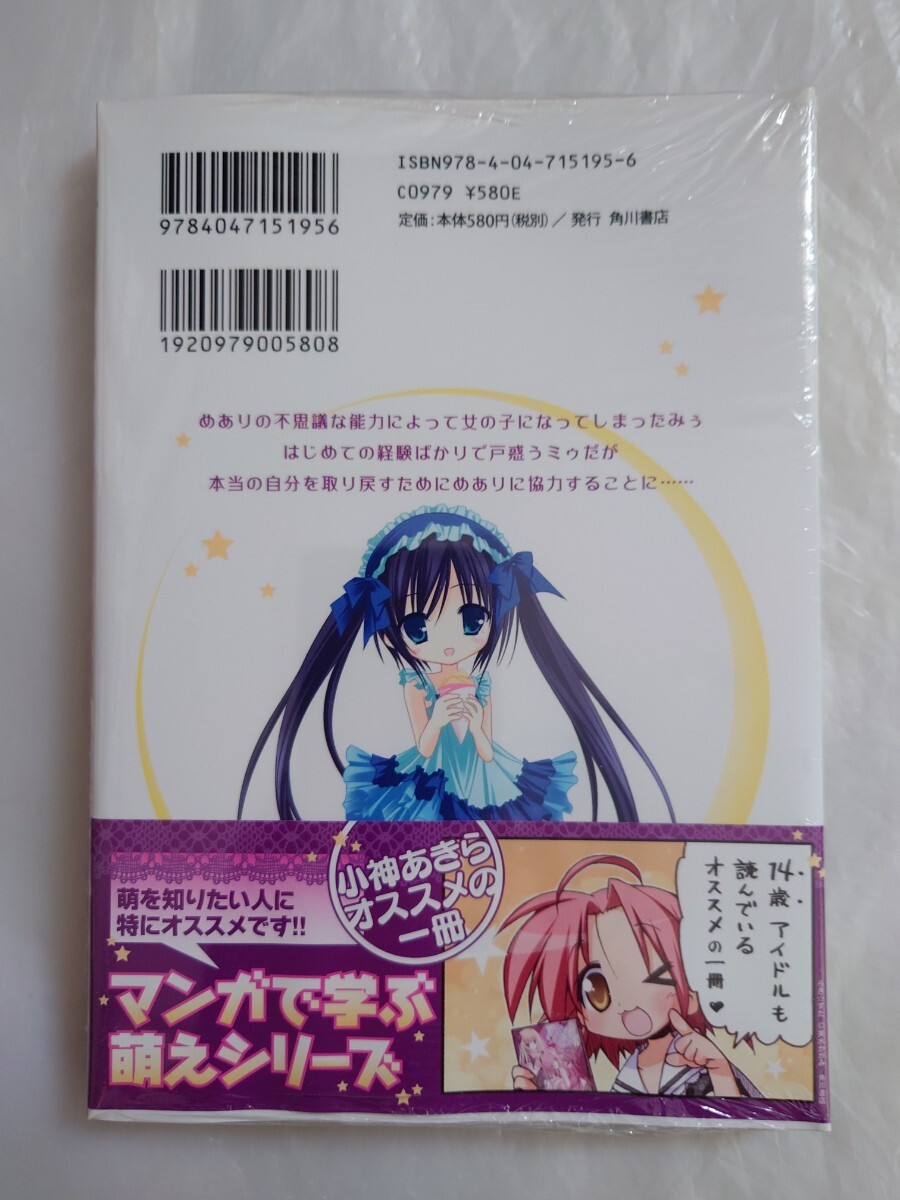 ISBN978-4-04-715195-6
C0979 ¥580E
定価:本体580円(税別)/ 発行 角川書店
9784047151956
1920979005808
めありの不思議な能力によって女の子になってしまったみぅ
はじめての経験ばかりで戸惑うミゥだが
本当の自分を取り戻すためにめありに協力することに……
萌を知りたい人に
特にオススメです!!
マンガで学ぶ
萌えシリーズ
小神あきら
オススメの
一冊
14歳アイドルも
読んでいる
オススメの一冊♥